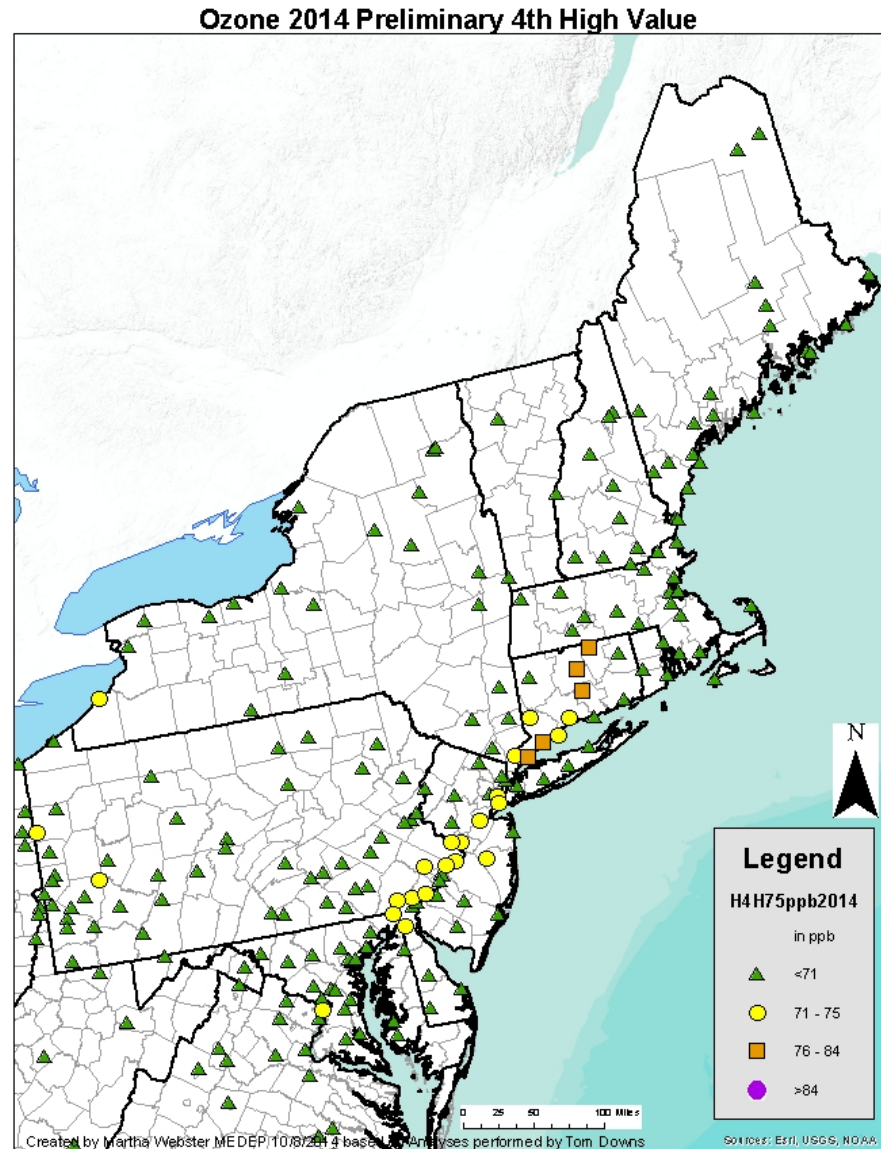 Ozone 2014 Preliminary 4th High Value
N
Legend
H4H75ppb2014
in ppb
<71
71 - 75
76 - 84
>84
0 25 50 100 Miles
Created by Martha Webster MEDEP 10/8/2014 based Analyses performed by Tom Downs
Sources: Esri, USGS, NOAA